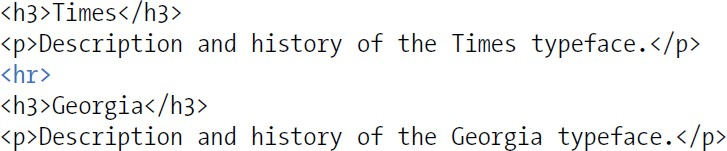 <h3>Times</h3>
<p>Description and history of the Times typeface.</p>
<hr>
<h3>Georgia</h3>
<p>Description and history of the Georgia typeface.</p>